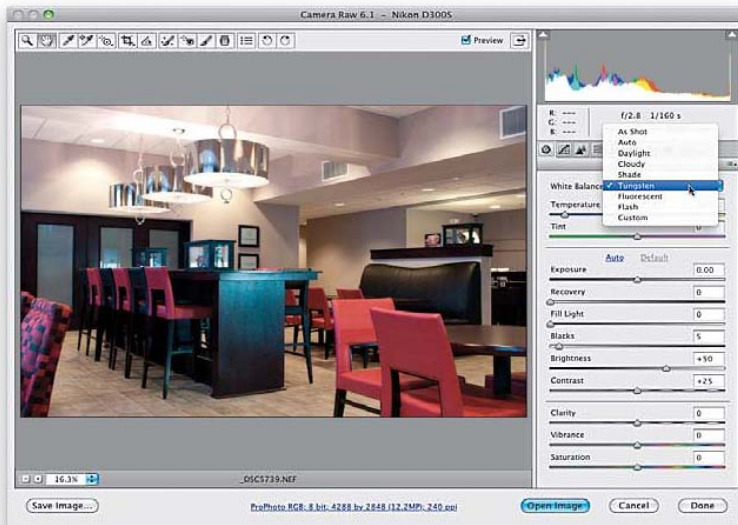 Camera Raw 6.1 – Nikon D300S
Preview
R: ---
G: ---
B: ---
f/2.8 1/160 s
As Shot
Auto
Daylight
Cloudy
Shade
White Balance
✓ Tungsten
Fluorescent
Flash
Custom
Temperature
Tint
0
Auto Default
Exposure 0.00
Recovery 0
Fill Light 0
Blacks 5
Brightness +50
Contrast +25
Clarity 0
Vibrance 0
Saturation 0
16.3%
_DSC5739.NEF
Save Image...
ProPhoto RGB; 8 bit; 4288 by 2848 (12.2MP); 240 ppi
Open Image
Cancel
Done